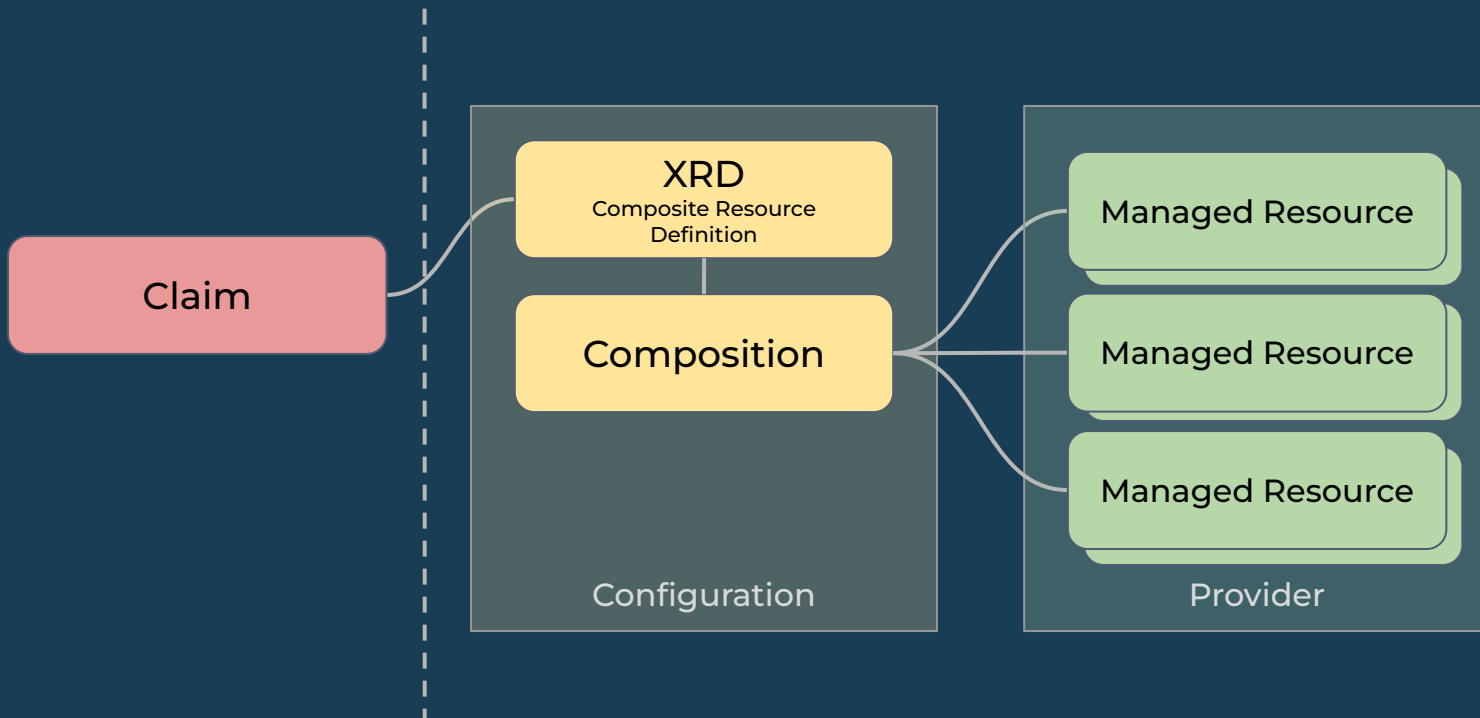 Claim
XRD
Composite Resource
Definition
Composition
Configuration
Managed Resource
Managed Resource
Managed Resource
Provider